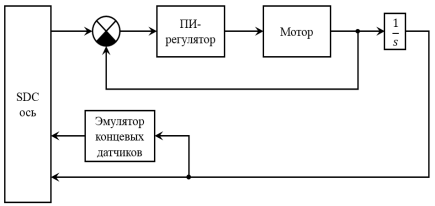 ПИ-
регулятор
Мотор
1
s
SDC
ось
Эмулятор
концевых
датчиков